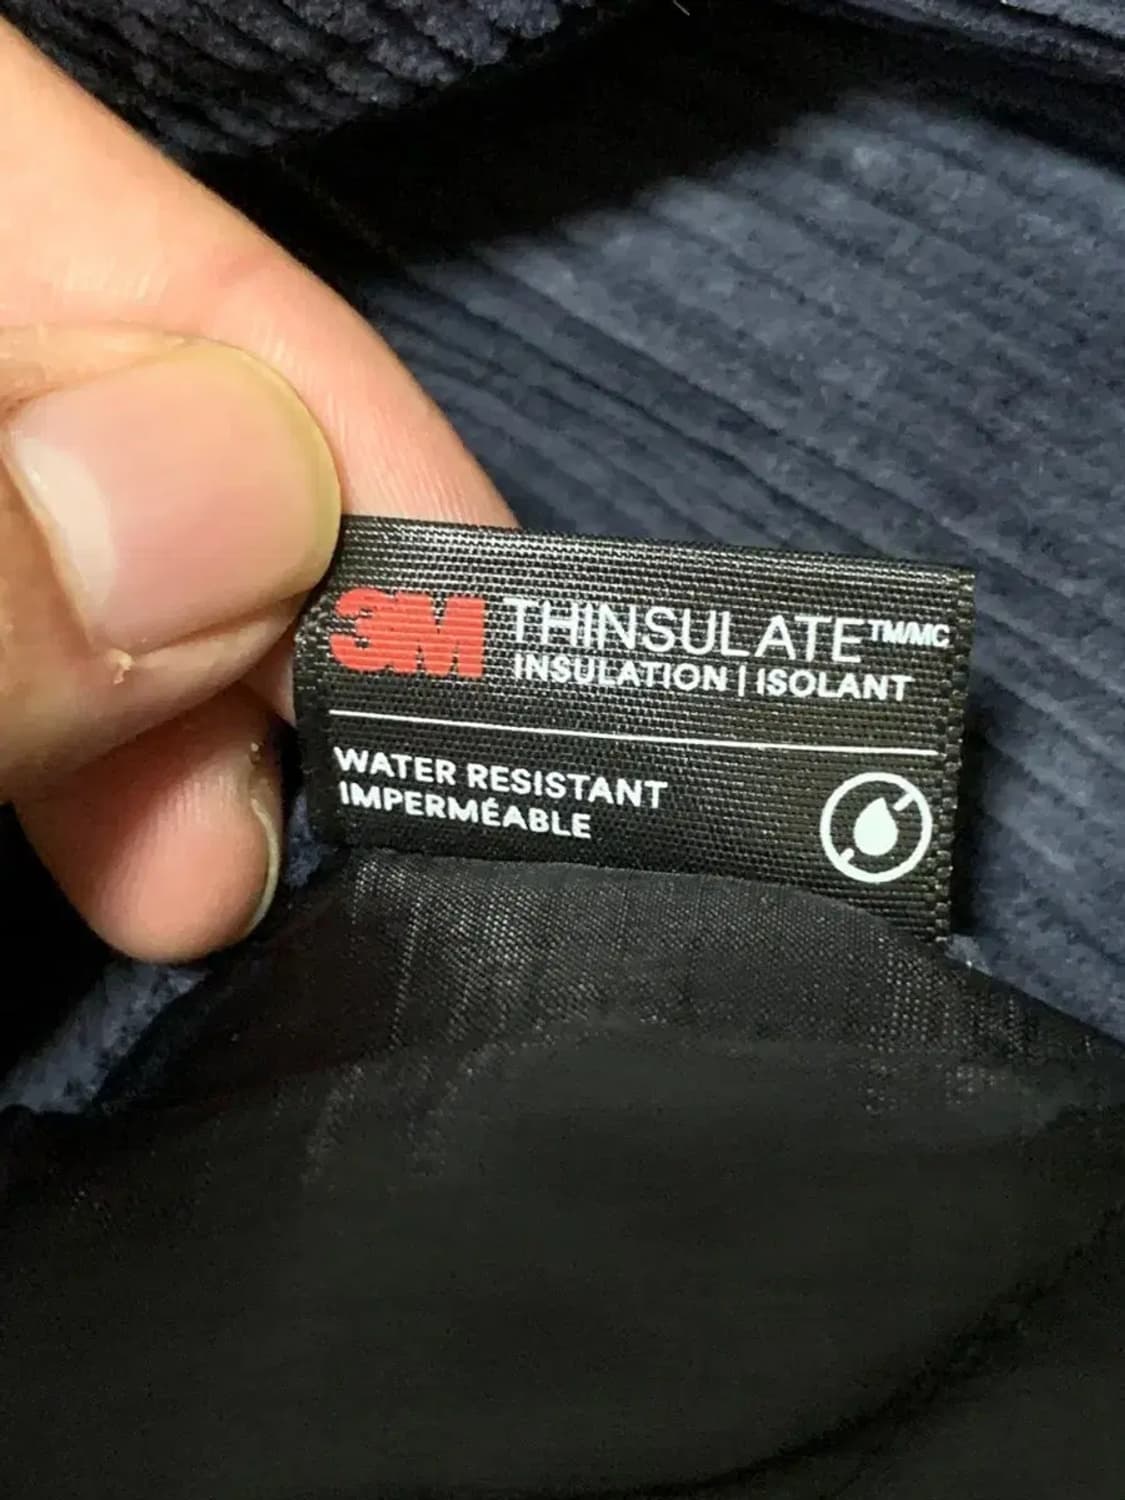 3M THINSULATE™/MC
INSULATION | ISOLANT
WATER RESISTANT
IMPERMÉABLE